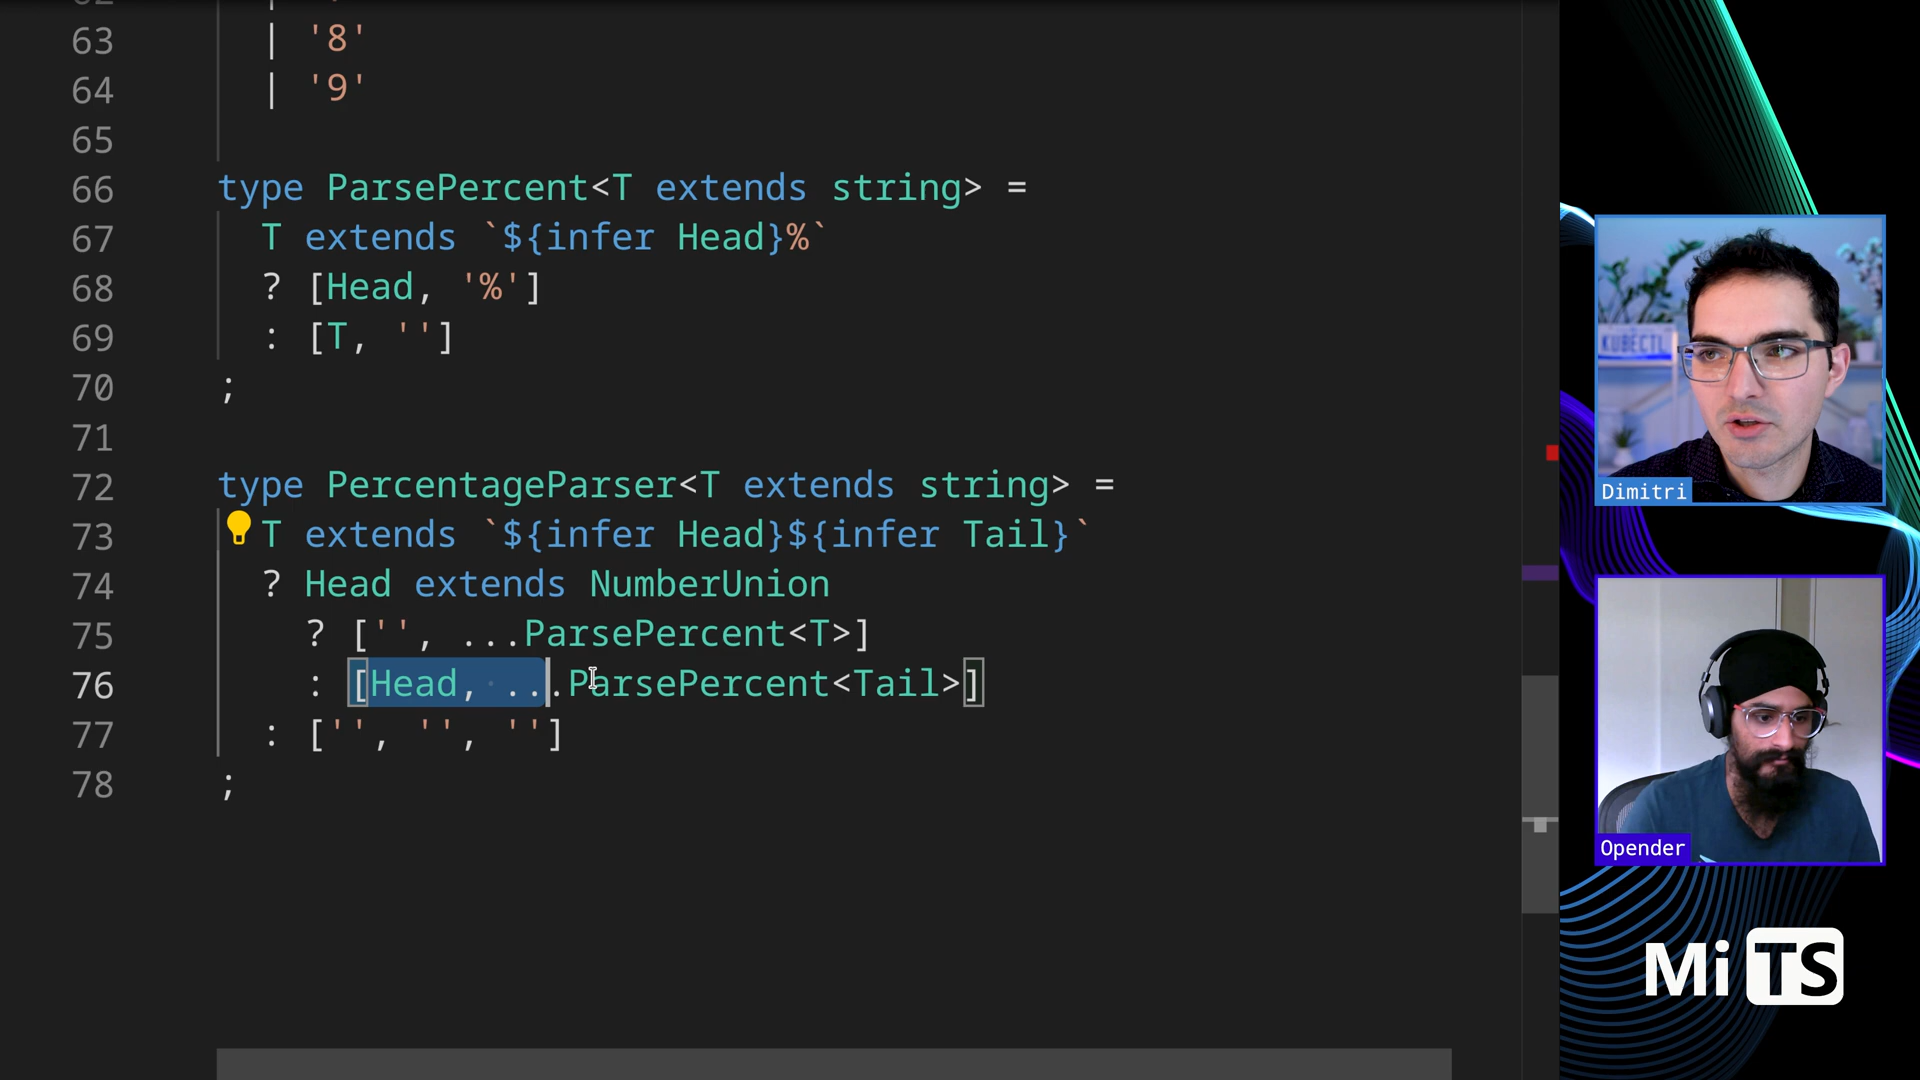 63 | '8'
64 | '9'
65
66 type ParsePercent<T extends string> =
67 T extends `${infer Head}%`
68 ? [Head, '%']
69 : [T, '']
70 ;
71
72 type PercentageParser<T extends string> =
73 T extends `${infer Head}${infer Tail}`
74 ? Head extends NumberUnion
75 ? ['', ...ParsePercent<T>]
76 : [Head, ...ParsePercent<Tail>]
77 : ['', '', '']
78 ;
KUBECTL
Dimitri
Opender
Mi TS